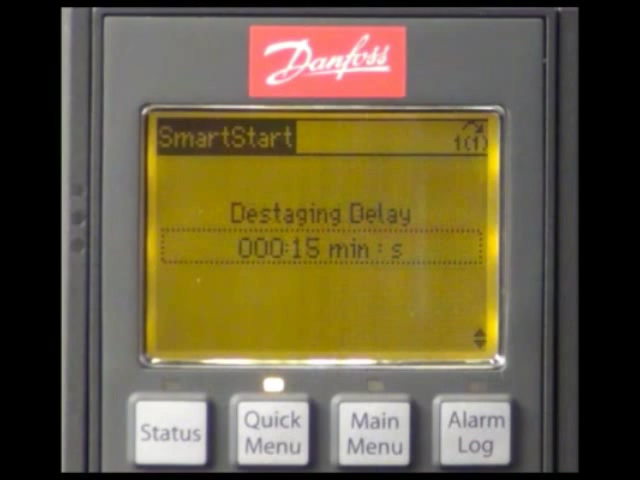 Danfoss
SmartStart
1(1)
Destaging Delay
000:15 min : s
Status
Quick Menu
Main Menu
Alarm Log